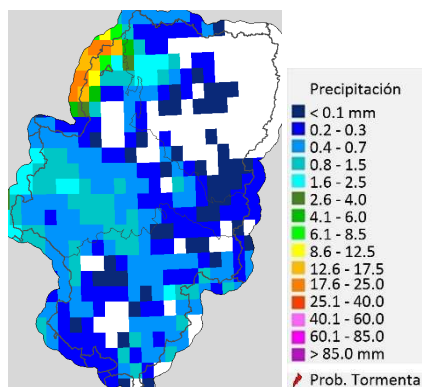 Precipitación
< 0.1 mm
0.2 - 0.3
0.4 - 0.7
0.8 - 1.5
1.6 - 2.5
2.6 - 4.0
4.1 - 6.0
6.1 - 8.5
8.6 - 12.5
12.6 - 17.5
17.6 - 25.0
25.1 - 40.0
40.1 - 60.0
60.1 - 85.0
> 85.0 mm
Prob. Tormenta